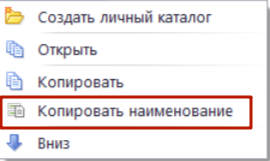 Создать личный каталог
Открыть
Копировать
Копировать наименование
Вниз